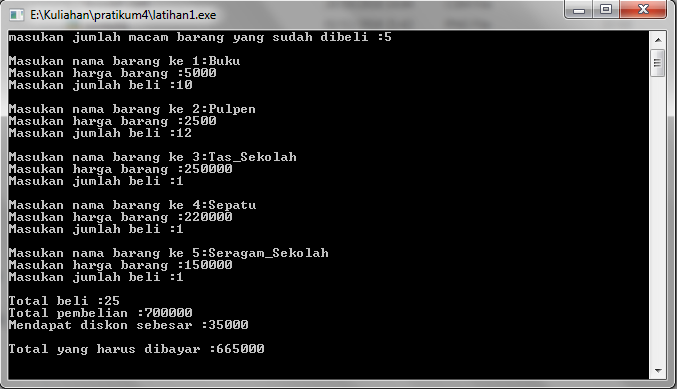 E:\Kuliahan\pratikum4\latihan1.exe
masukan jumlah macam barang yang sudah dibeli :5
Masukan nama barang ke 1:Buku
Masukan harga barang :5000
Masukan jumlah beli :10
Masukan nama barang ke 2:Pulpen
Masukan harga barang :2500
Masukan jumlah beli :12
Masukan nama barang ke 3:Tas_Sekolah
Masukan harga barang :250000
Masukan jumlah beli :1
Masukan nama barang ke 4:Sepatu
Masukan harga barang :220000
Masukan jumlah beli :1
Masukan nama barang ke 5:Seragam_Sekolah
Masukan harga barang :150000
Masukan jumlah beli :1
Total beli :25
Total pembelian :700000
Mendapat diskon sebesar :35000
Total yang harus dibayar :665000